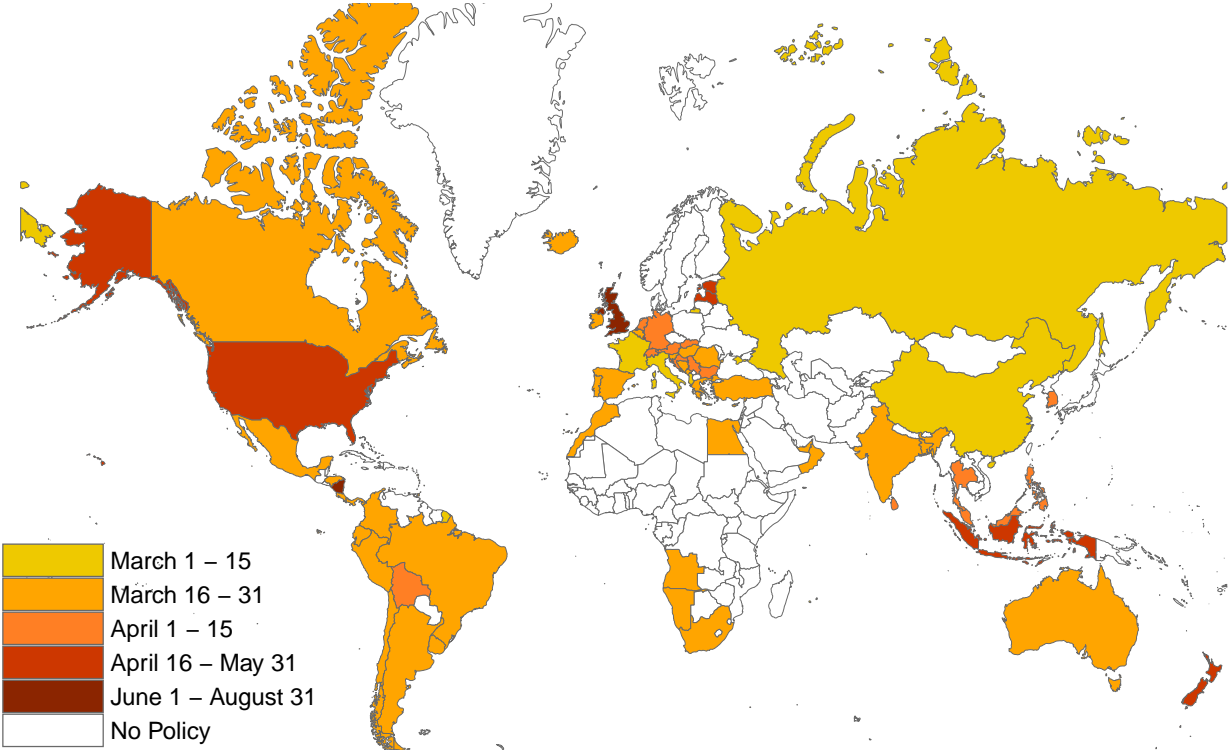 March 1 – 15
March 16 – 31
April 1 – 15
April 16 – May 31
June 1 – August 31
No Policy